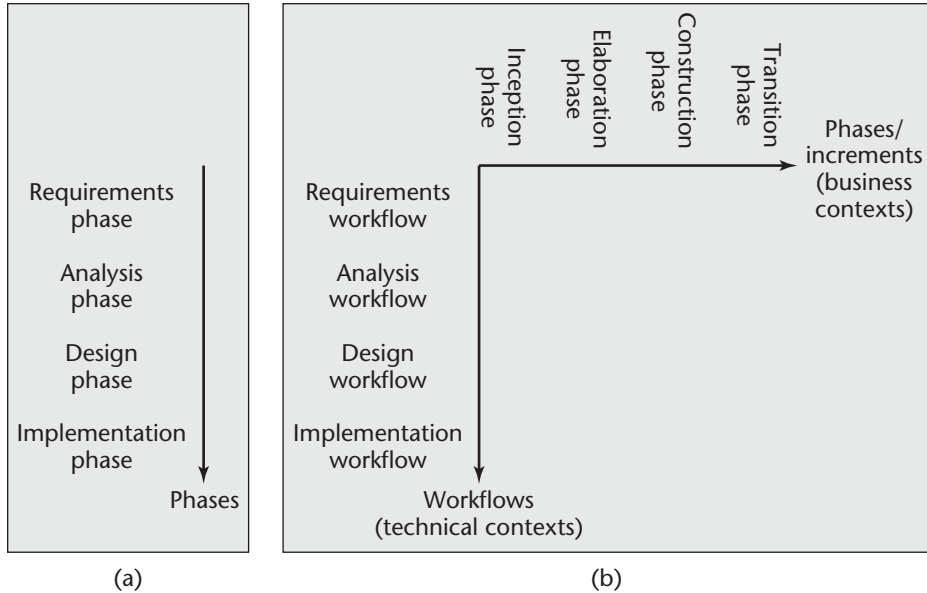 Requirements
phase
Analysis
phase
Design
phase
Implementation
phase
Phases
(a)
Inception
phase
Elaboration
phase
Construction
phase
Transition
phase
Phases/
increments
(business
contexts)
Requirements
workflow
Analysis
workflow
Design
workflow
Implementation
workflow
Workflows
(technical contexts)
(b)